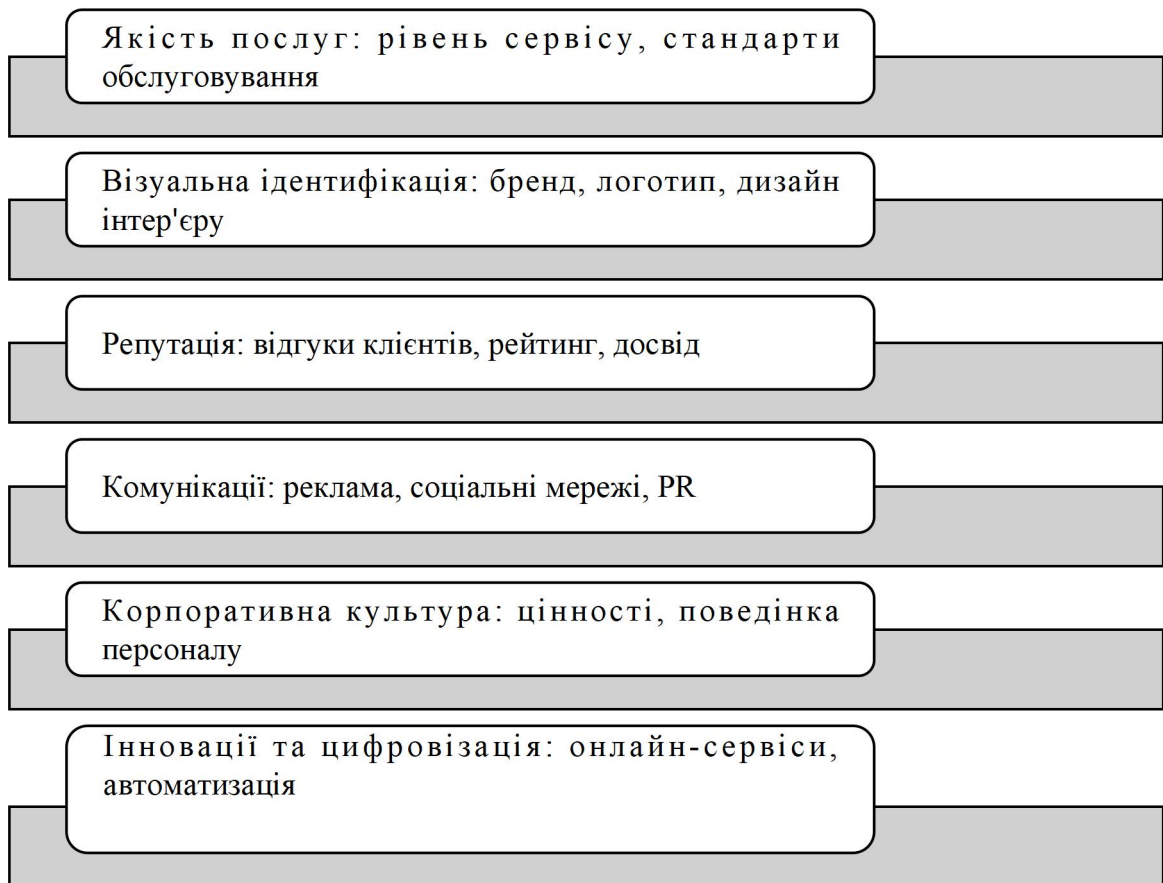 Якість послуг: рівень сервісу, стандарти
обслуговування
Візуальна ідентифікація: бренд, логотип, дизайн
інтер'єру
Репутація: відгуки клієнтів, рейтинг, досвід
Комунікації: реклама, соціальні мережі, PR
Корпоративна культура: цінності, поведінка
персоналу
Інновації та цифровізація: онлайн-сервіси,
автоматизація